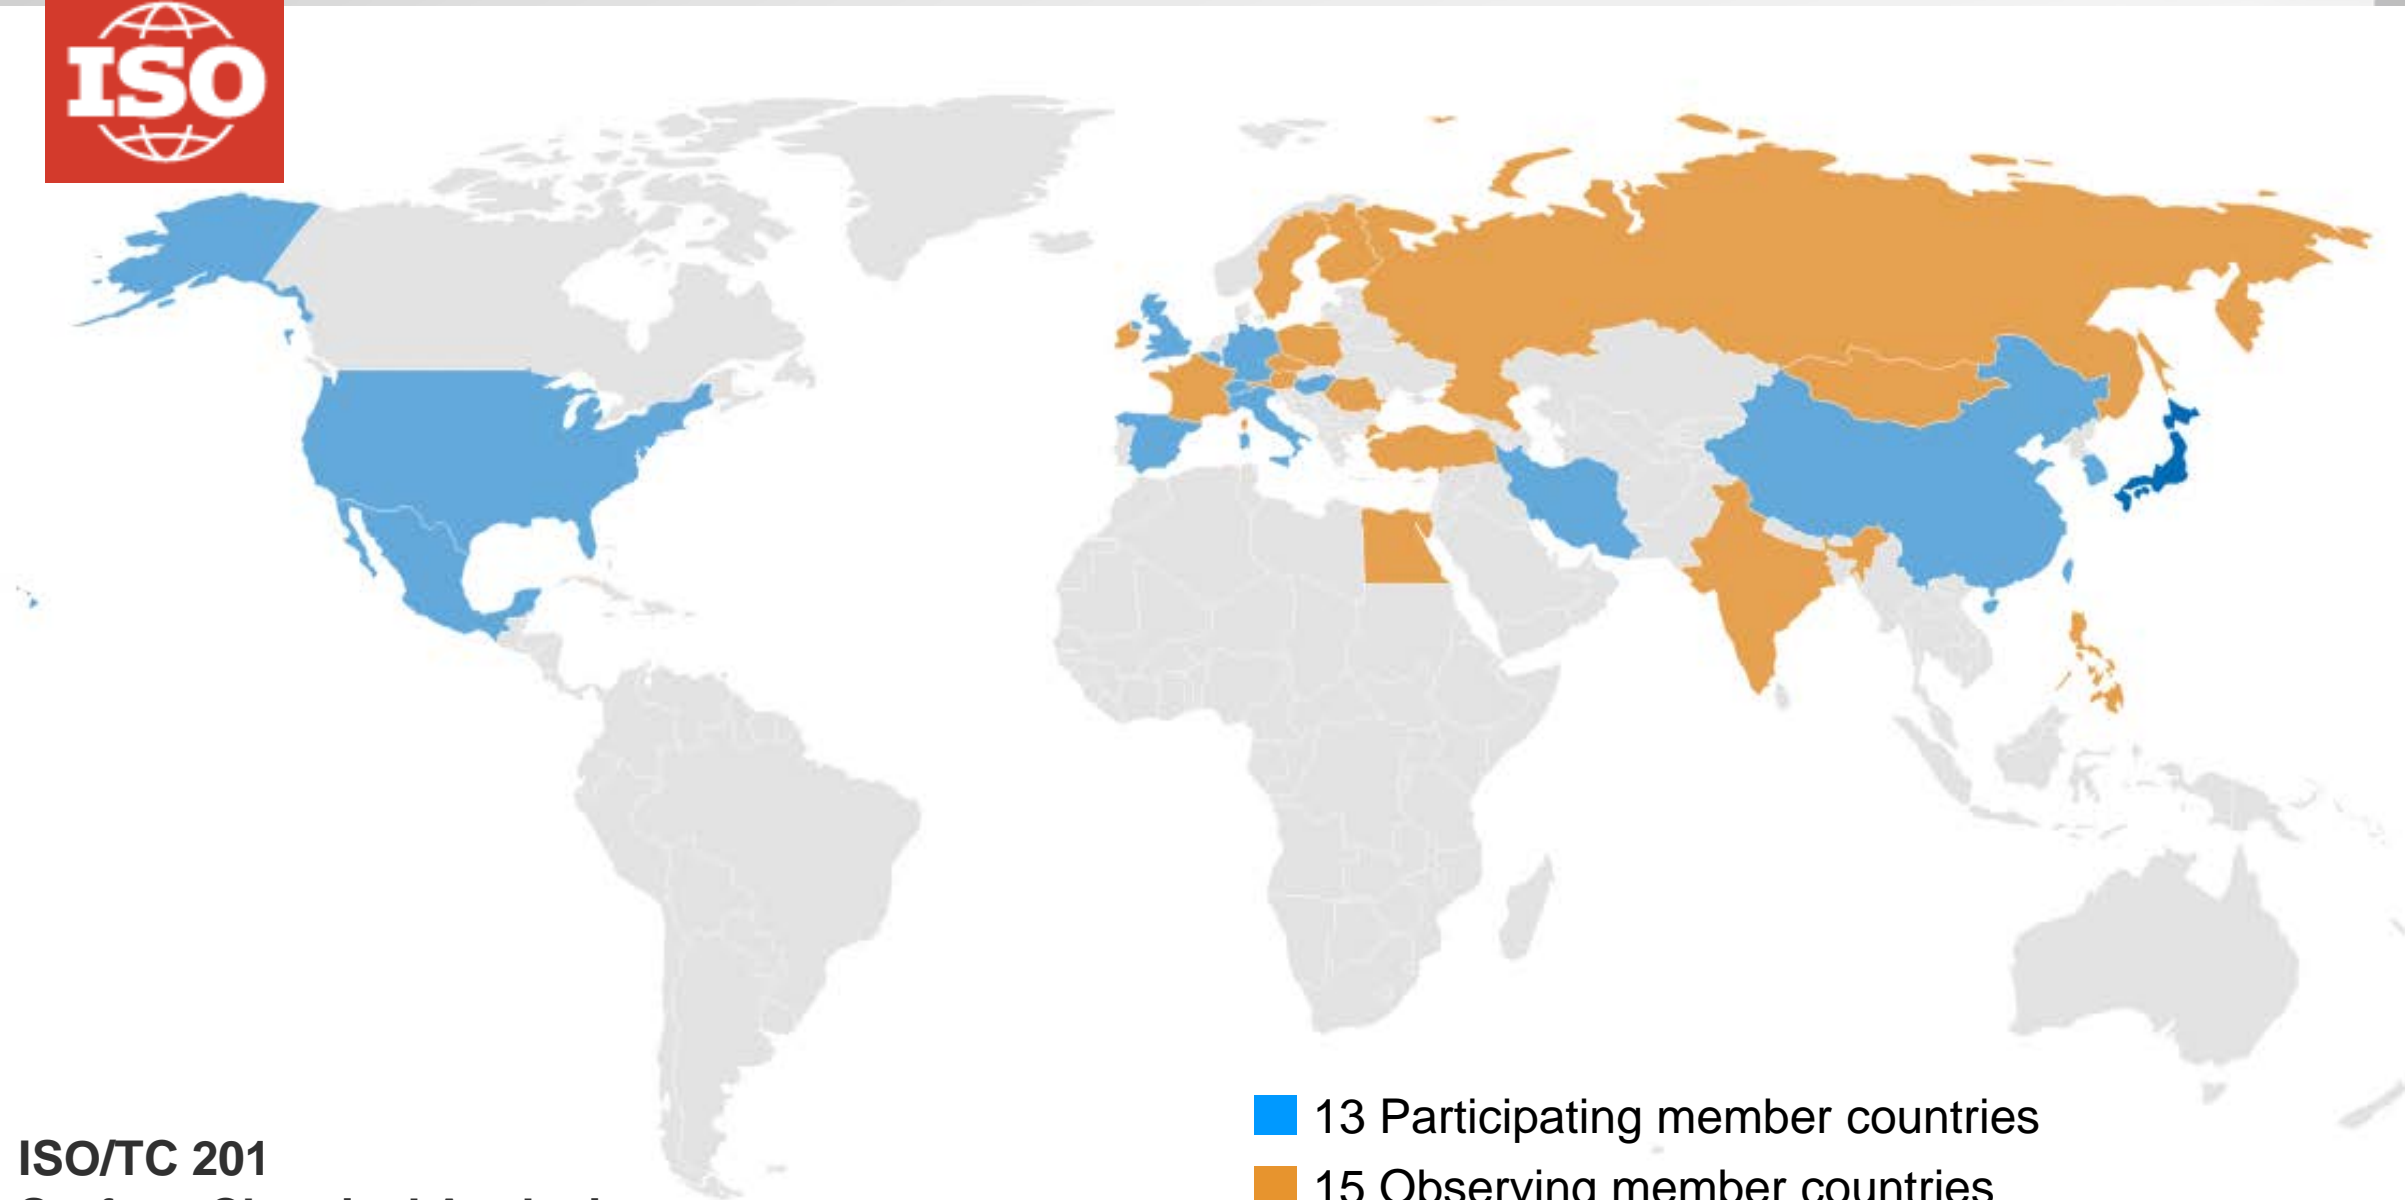 ISO
13 Participating member countries
ISO/TC 201
15 Observing member countries